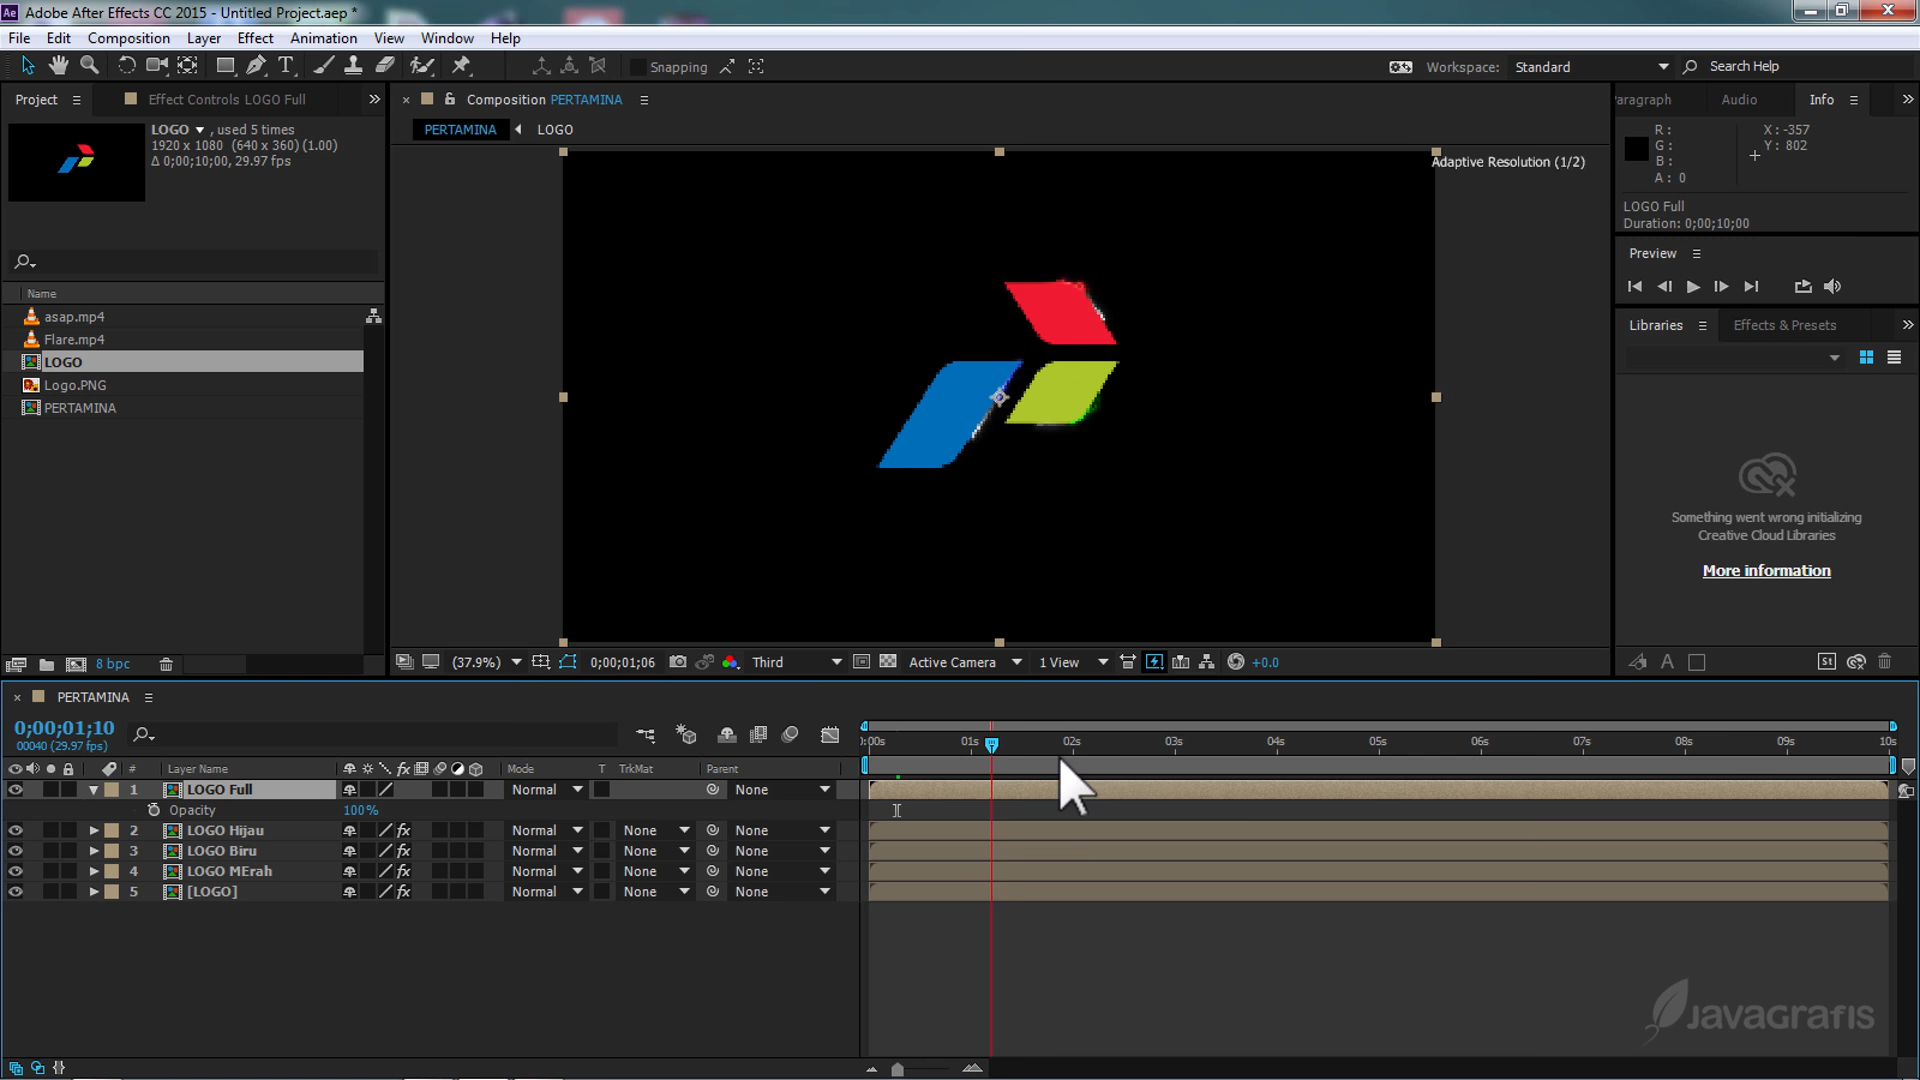 Adobe After Effects CC 2015 - Untitled Project.aep *
File Edit Composition Layer Effect Animation View Window Help
Snapping
Workspace: Standard
Search Help
Project
Effect Controls LOGO Full
Composition PERTAMINA
aragraph Audio Info
LOGO , used 5 times
1920 x 1080 (640 x 360) (1.00)
Δ 0;00;10;00, 29.97 fps
PERTAMINA LOGO
Adaptive Resolution (1/2)
R:
G:
B:
A: 0
X: -357
Y: 802
LOGO Full
Duration: 0;00;10;00
Preview
Name
asap.mp4
Flare.mp4
LOGO
Logo.PNG
PERTAMINA
Libraries Effects & Presets
Something went wrong initializing
Creative Cloud Libraries
More information
8 bpc
(37.9%) 0;00;01;06 Third Active Camera 1 View +0.0
A St
PERTAMINA
0;00;01;10
00040 (29.97 fps)
):00s 01s 02s 03s 04s 05s 06s 07s 08s 09s 10s
# Layer Name fx Mode T TrkMat Parent
1 LOGO Full Normal None
Opacity 100%
2 LOGO Hijau fx Normal None None
3 LOGO Biru fx Normal None None
4 LOGO MErah fx Normal None None
5 [LOGO] fx Normal None None
Javagrafis